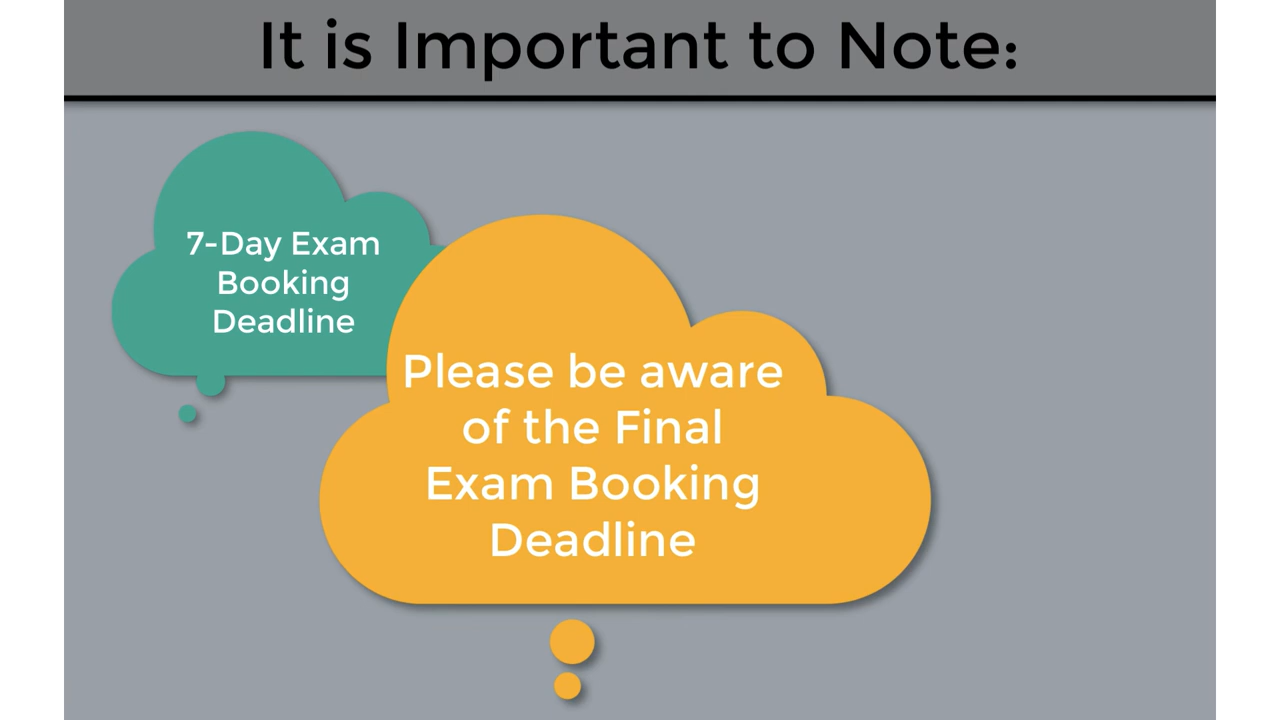 It is Important to Note:
7-Day Exam
Booking
Deadline
Please be aware
of the Final
Exam Booking
Deadline